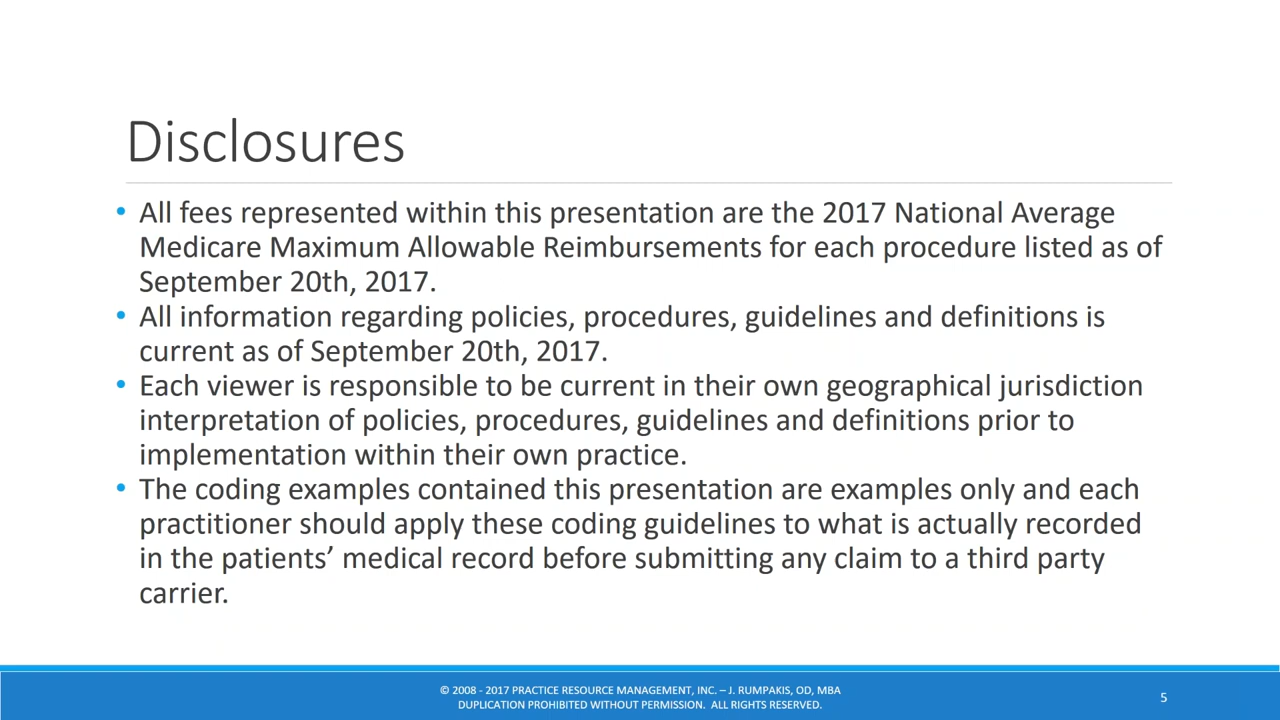 Disclosures
• All fees represented within this presentation are the 2017 National Average
Medicare Maximum Allowable Reimbursements for each procedure listed as of
September 20th, 2017.
• All information regarding policies, procedures, guidelines and definitions is
current as of September 20th, 2017.
• Each viewer is responsible to be current in their own geographical jurisdiction
interpretation of policies, procedures, guidelines and definitions prior to
implementation within their own practice.
• The coding examples contained this presentation are examples only and each
practitioner should apply these coding guidelines to what is actually recorded
in the patients’ medical record before submitting any claim to a third party
carrier.
© 2008 - 2017 PRACTICE RESOURCE MANAGEMENT, INC. – J. RUMPAKIS, OD, MBA
DUPLICATION PROHIBITED WITHOUT PERMISSION. ALL RIGHTS RESERVED.
5